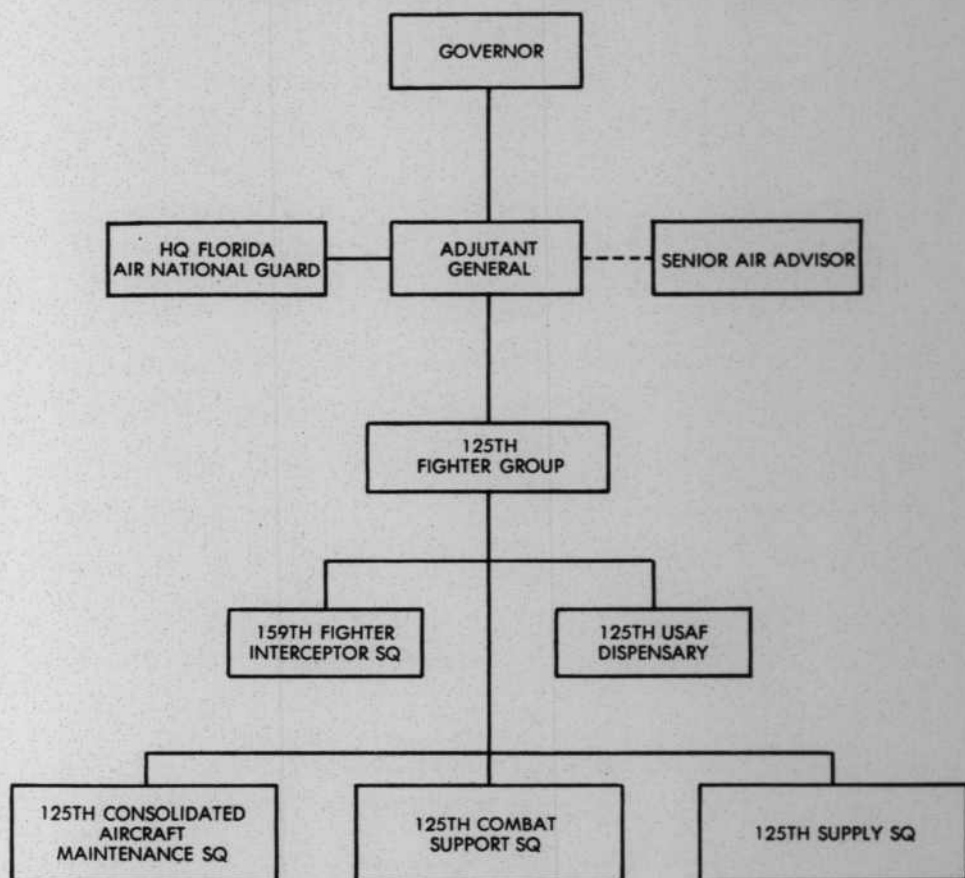 GOVERNOR
HQ FLORIDA
AIR NATIONAL GUARD
ADJUTANT
GENERAL
SENIOR AIR ADVISOR
125TH
FIGHTER GROUP
159TH FIGHTER
INTERCEPTOR SQ
125TH USAF
DISPENSARY
125TH CONSOLIDATED
AIRCRAFT
MAINTENANCE SQ
125TH COMBAT
SUPPORT SQ
125TH SUPPLY SQ